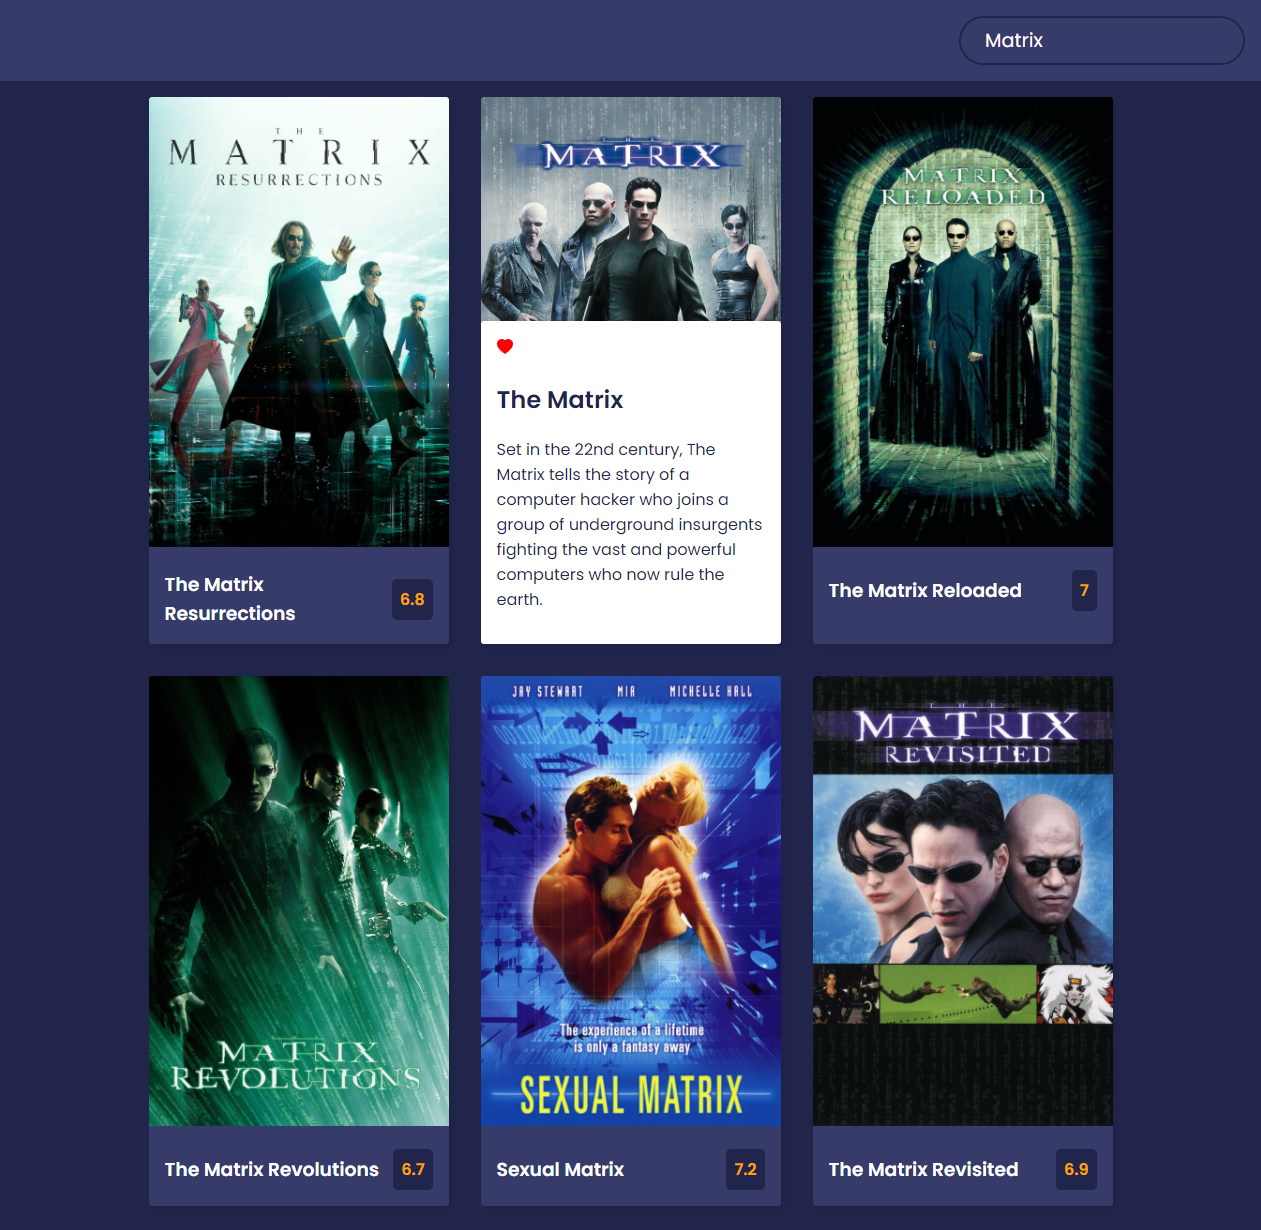 Matrix
THE
MATRIX
RESURRECTIONS
THE
MATRIX
THE
MATRIX
RELOADED
The Matrix
Set in the 22nd century, The
Matrix tells the story of a
computer hacker who joins a
group of underground insurgents
fighting the vast and powerful
computers who now rule the
earth.
The Matrix
Resurrections
6.8
The Matrix Reloaded
7
MATRIX
REVOLUTIONS
JAY STEWART MIA MICHELLE HALL
The experience of a lifetime
is only a fantasy away
SEXUAL MATRIX
THE
MATRIX
REVISITED
The Matrix Revolutions
6.7
Sexual Matrix
7.2
The Matrix Revisited
6.9